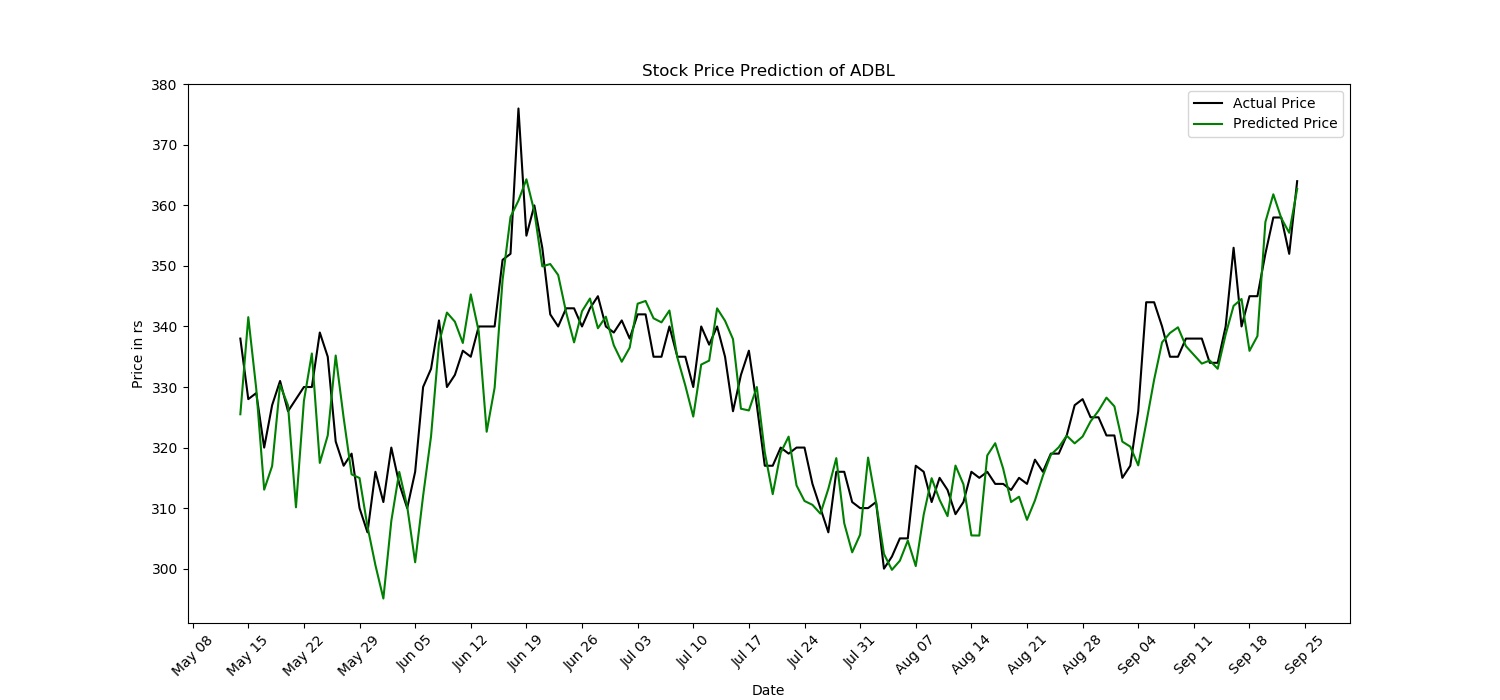 Stock Price Prediction of ADBL
Actual Price
Predicted Price
Price in rs
380
370
360
350
340
330
320
310
300
May 08
May 15
May 22
May 29
Jun 05
Jun 12
Jun 19
Jun 26
Jul 03
Jul 10
Jul 17
Jul 24
Jul 31
Aug 07
Aug 14
Aug 21
Aug 28
Sep 04
Sep 11
Sep 18
Sep 25
Date